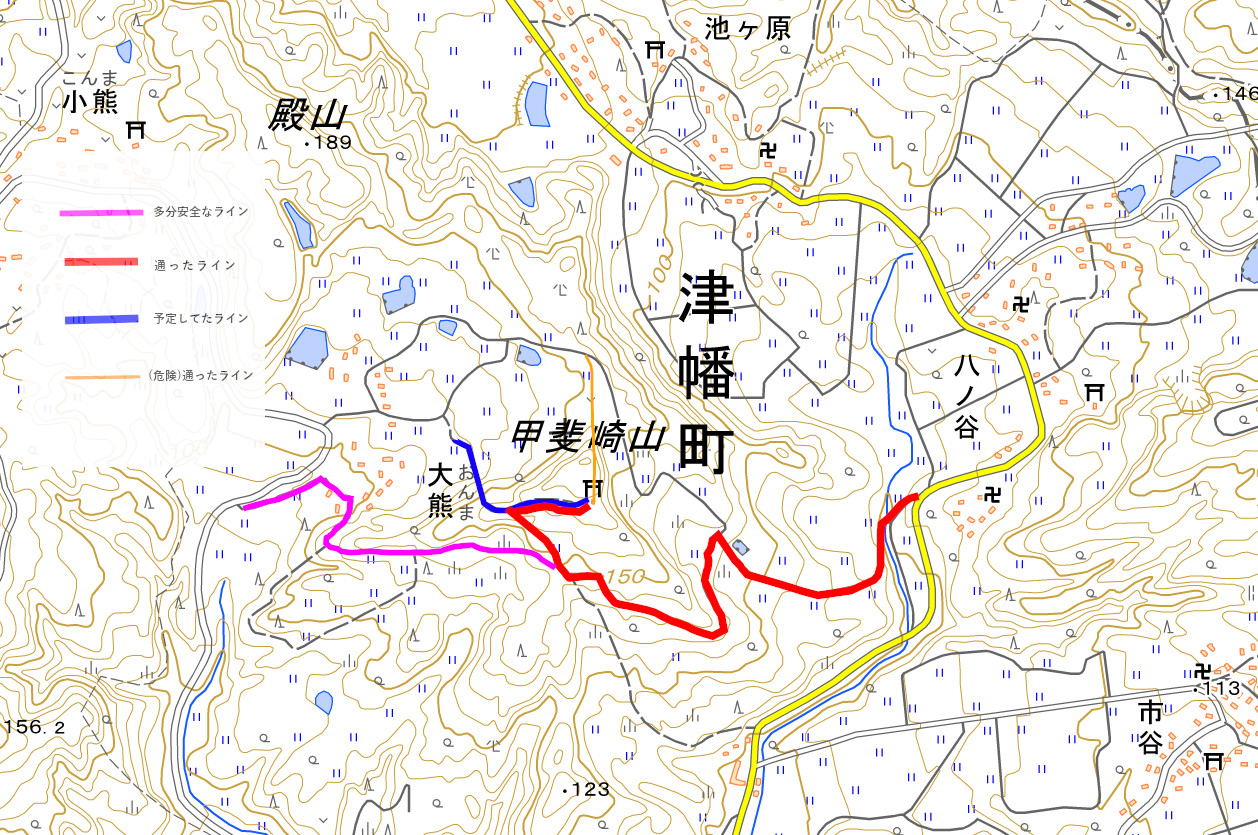 池ヶ原
こんま
小熊
殿山
・189
・146
多分安全なライン
通ったライン
予定してたライン
(危険)通ったライン
100
津幡町
八ノ谷
甲斐崎山
大熊
おんま
150
・113
市谷
156.2
・123